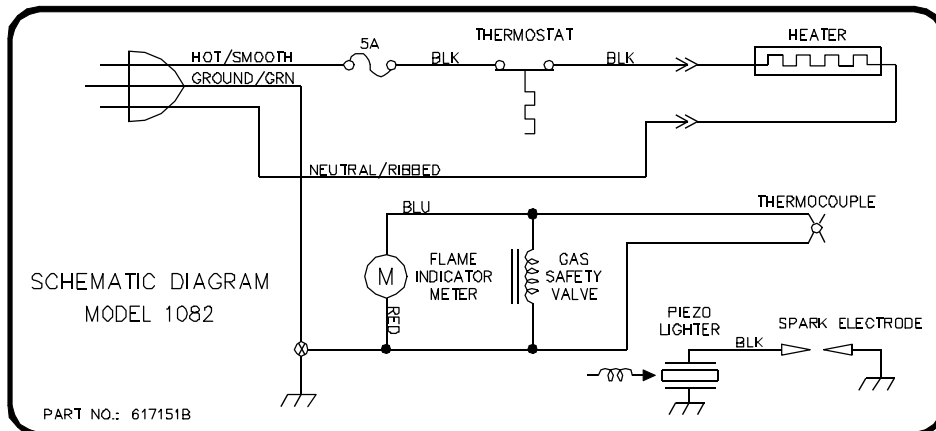 HOT/SMOOTH
GROUND/GRN
5A
BLK
THERMOSTAT
BLK
HEATER
NEUTRAL/RIBBED
BLU
THERMOCOUPLE
FLAME
INDICATOR
METER
M
RED
GAS
SAFETY
VALVE
SCHEMATIC DIAGRAM
MODEL 1082
PIEZO
LIGHTER
BLK
SPARK ELECTRODE
PART NO.: 617151B